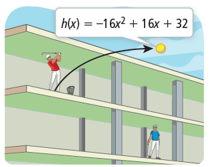 h(x) = −16x² + 16x + 32